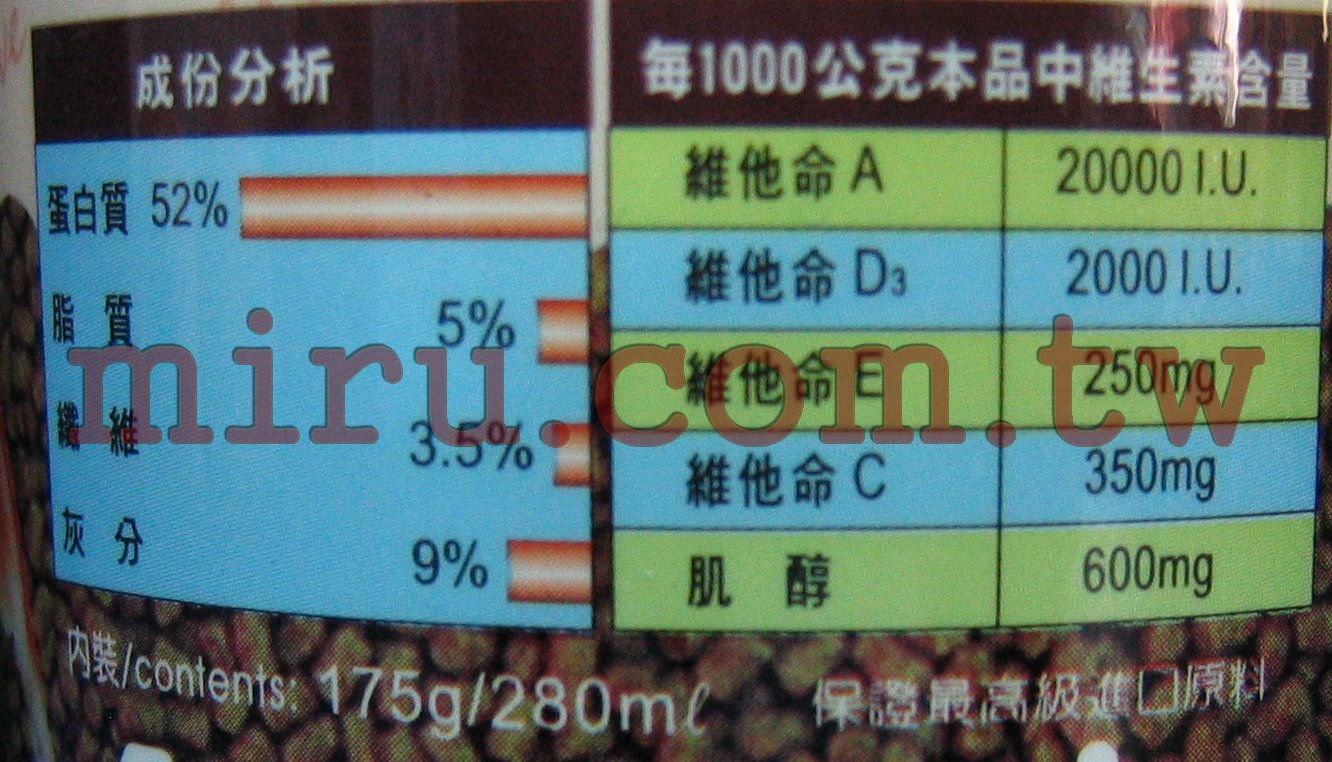 成份分析
蛋白質 52%
脂 質 5%
纖 維 3.5%
灰 分 9%
每1000公克本品中維生素含量
維他命 A 20000 I.U.
維他命 D3 2000 I.U.
維他命 E 250mg
維他命 C 350mg
肌 醇 600mg
miru.com.tw
內裝/contents: 175g/280mℓ
保證最高級進口原料